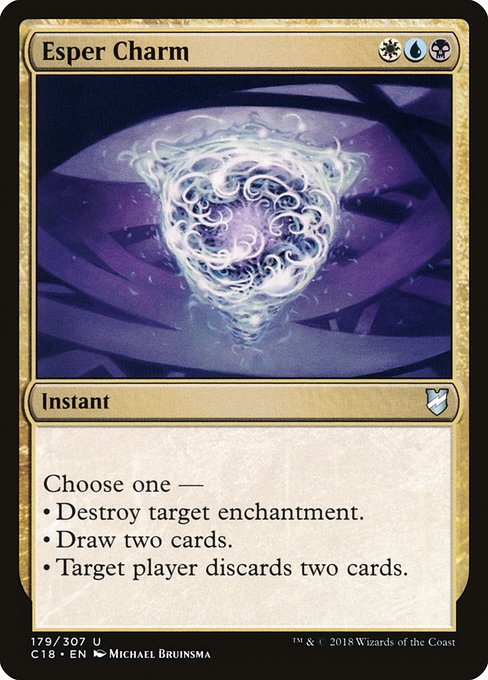 Esper Charm
Instant
Choose one —
• Destroy target enchantment.
• Draw two cards.
• Target player discards two cards.
179/307 U
C18 • EN Michael Bruinsma
™ & © 2018 Wizards of the Coast